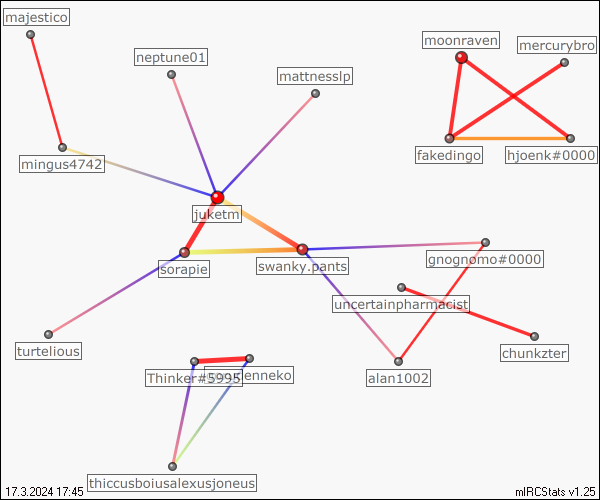 majestico
moonraven
mercurybro
neptune01
mattnesslp
mingus4742
fakedingo
hjoenk#0000
juketm
sorapie
swanky.pants
gnognomo#0000
uncertainpharmacist
turtelious
chunkzter
Thinker#5995
enneko
alan1002
thiccusboiusalexusjoneus
17.3.2024 17:45
mIRCStats v1.25